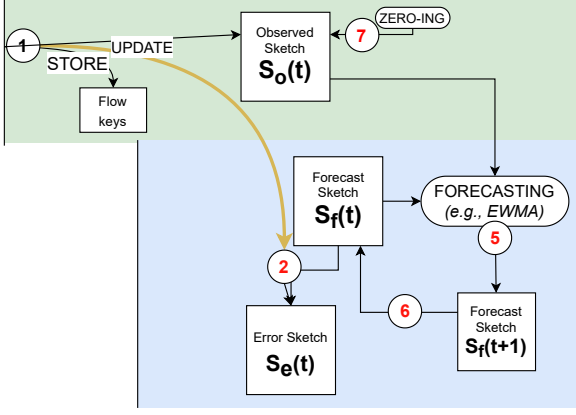 ZERO-ING
7
Observed
Sketch
So(t)
1
UPDATE
STORE
Flow
keys
Forecast
Sketch
Sf(t)
FORECASTING
(e.g., EWMA)
5
2
6
Forecast
Sketch
Sf(t+1)
Error Sketch
Se(t)